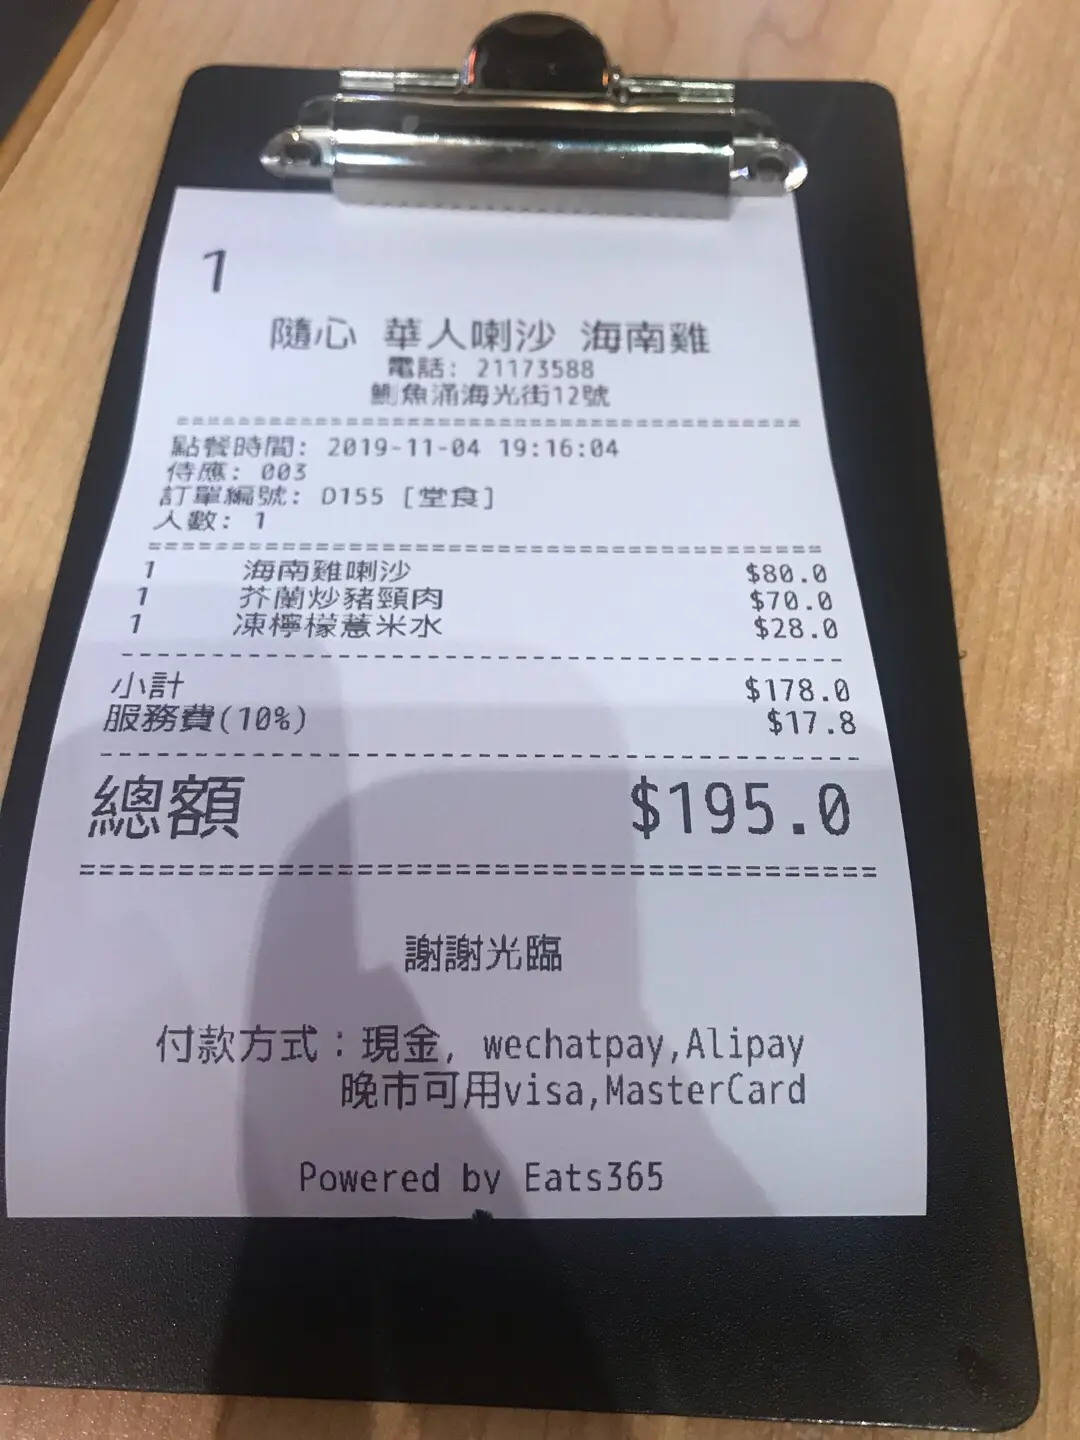 1
隨心 華人喇沙 海南雞
電話: 21173588
鰂魚涌海光街12號
========================================
點餐時間: 2019-11-04 19:16:04
侍應: 003
訂單編號: D155 [堂食]
人數: 1
========================================
1 海南雞喇沙 $80.0
1 芥蘭炒豬頸肉 $70.0
1 凍檸檬薏米水 $28.0
----------------------------------------
小計 $178.0
服務費(10%) $17.8
----------------------------------------
總額 $195.0
========================================
謝謝光臨
付款方式：現金, wechatpay,Alipay
晚市可用visa,MasterCard
Powered by Eats365